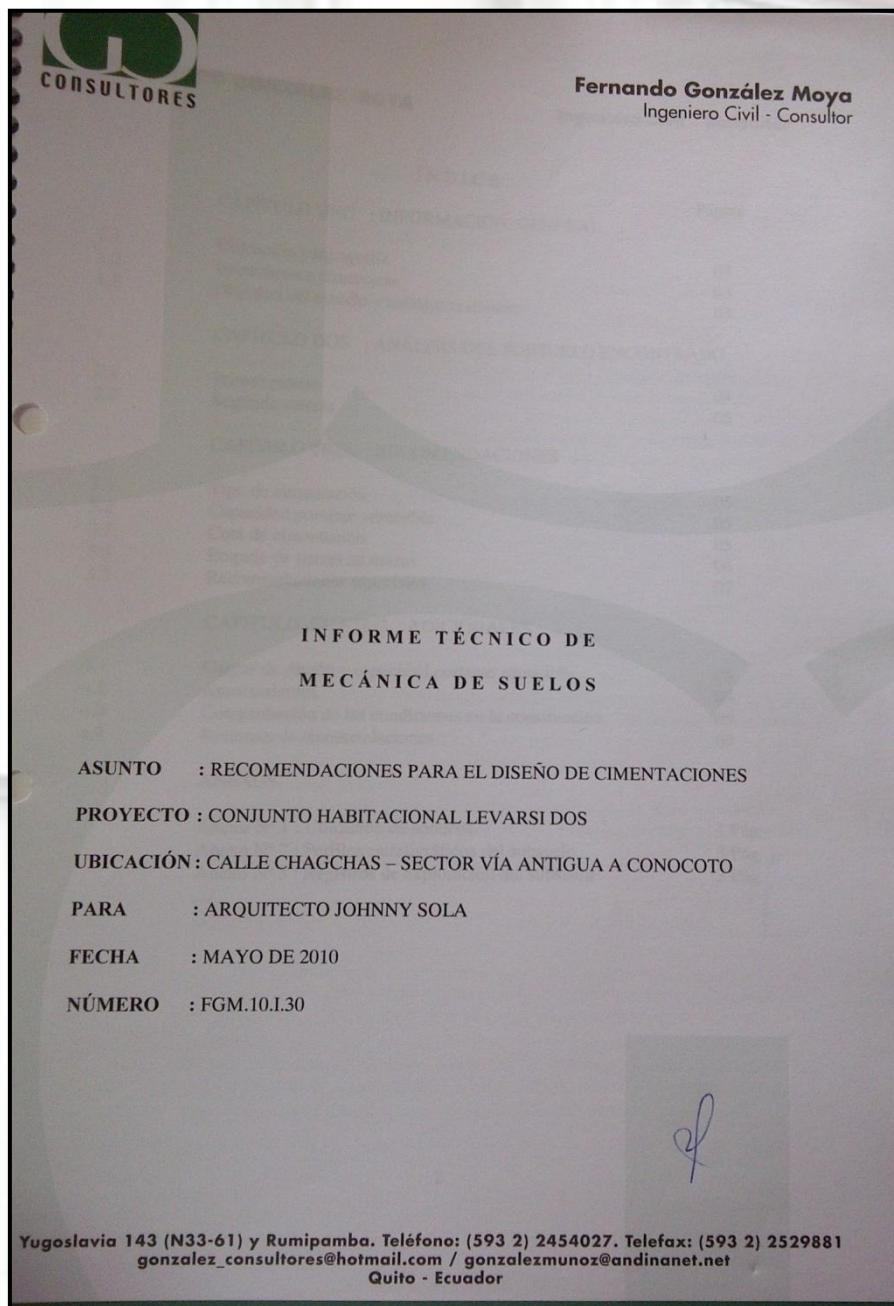 CONSULTORES
Fernando González Moya
Ingeniero Civil - Consultor
INFORME TÉCNICO DE
MECÁNICA DE SUELOS
ASUNTO : RECOMENDACIONES PARA EL DISEÑO DE CIMENTACIONES
PROYECTO : CONJUNTO HABITACIONAL LEVARSI DOS
UBICACIÓN : CALLE CHAGCHAS – SECTOR VÍA ANTIGUA A CONOCOTO
PARA : ARQUITECTO JOHNNY SOLA
FECHA : MAYO DE 2010
NÚMERO : FGM.10.I.30
Yugoslavia 143 (N33-61) y Rumipamba. Teléfono: (593 2) 2454027. Telefax: (593 2) 2529881
gonzalez_consultores@hotmail.com / gonzalezmunoz@andinanet.net
Quito - Ecuador